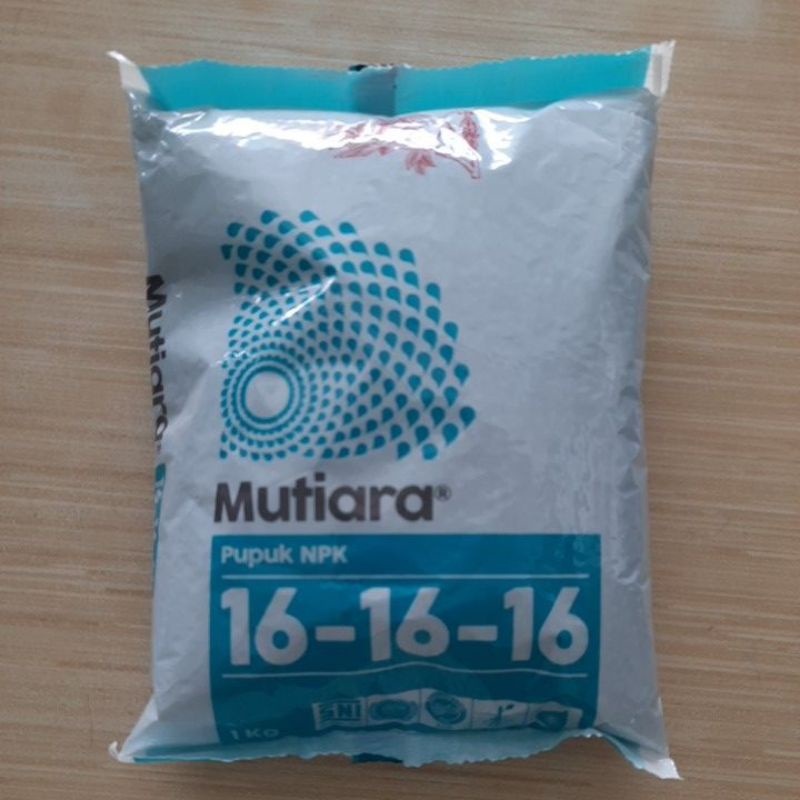 Mutiara®
Pupuk NPK
16-16-16
SNI
1 Kg
Mutiara